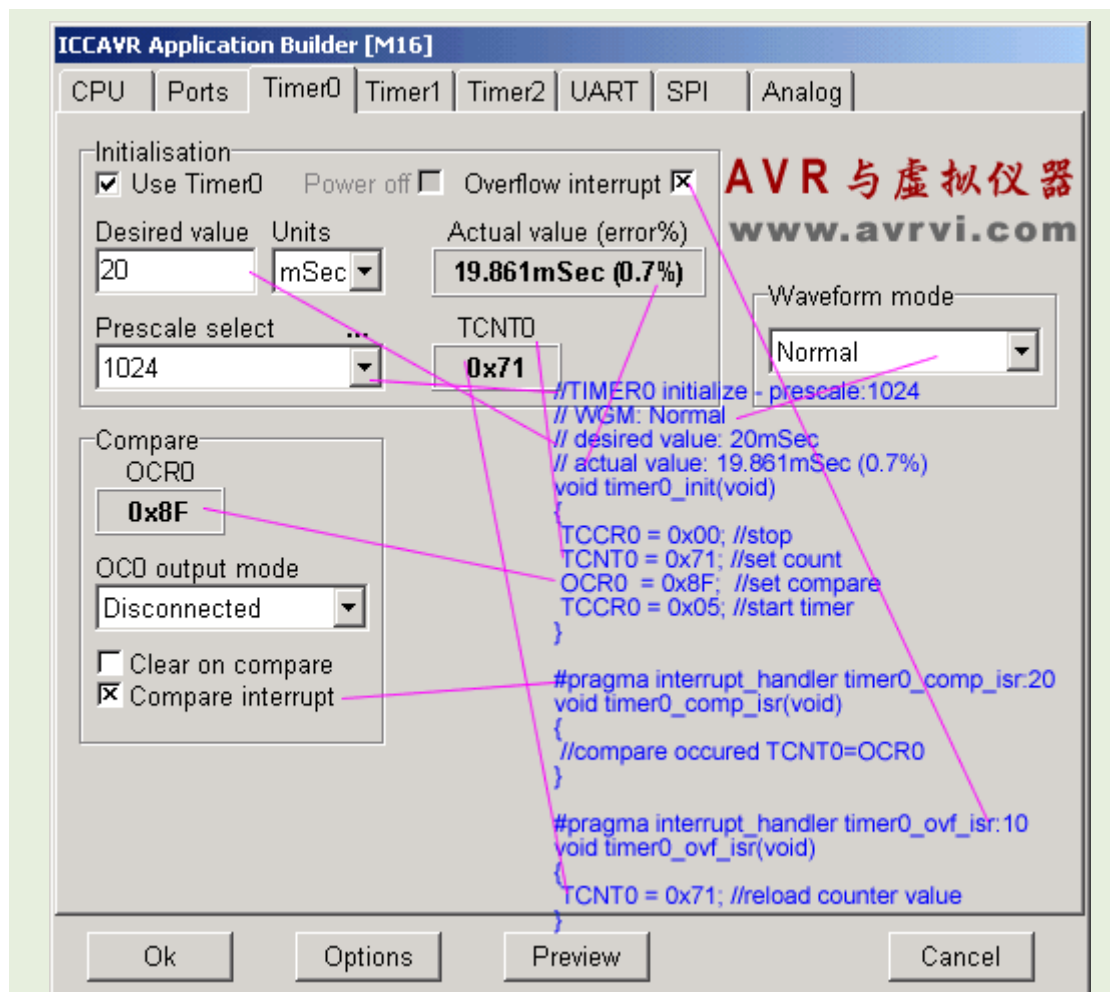 ICCAVR Application Builder [M16]
CPU Ports Timer0 Timer1 Timer2 UART SPI Analog
Initialisation
Use Timer0 Power off Overflow interrupt
AVR与虚拟仪器
www.avrvi.com
Desired value Units Actual value (error%)
20 mSec 19.861mSec (0.7%)
Waveform mode
Prescale select ... TCNT0
Normal
1024 0x71
//TIMER0 initialize - prescale:1024
// WGM: Normal
// desired value: 20mSec
// actual value: 19.861mSec (0.7%)
void timer0_init(void)
{
TCCR0 = 0x00; //stop
TCNT0 = 0x71; //set count
OCR0 = 0x8F; //set compare
TCCR0 = 0x05; //start timer
}
Compare
OCR0
0x8F
OC0 output mode
Disconnected
Clear on compare
Compare interrupt
#pragma interrupt_handler timer0_comp_isr:20
void timer0_comp_isr(void)
{
//compare occured TCNT0=OCR0
}
#pragma interrupt_handler timer0_ovf_isr:10
void timer0_ovf_isr(void)
{
TCNT0 = 0x71; //reload counter value
}
Ok Options Preview Cancel